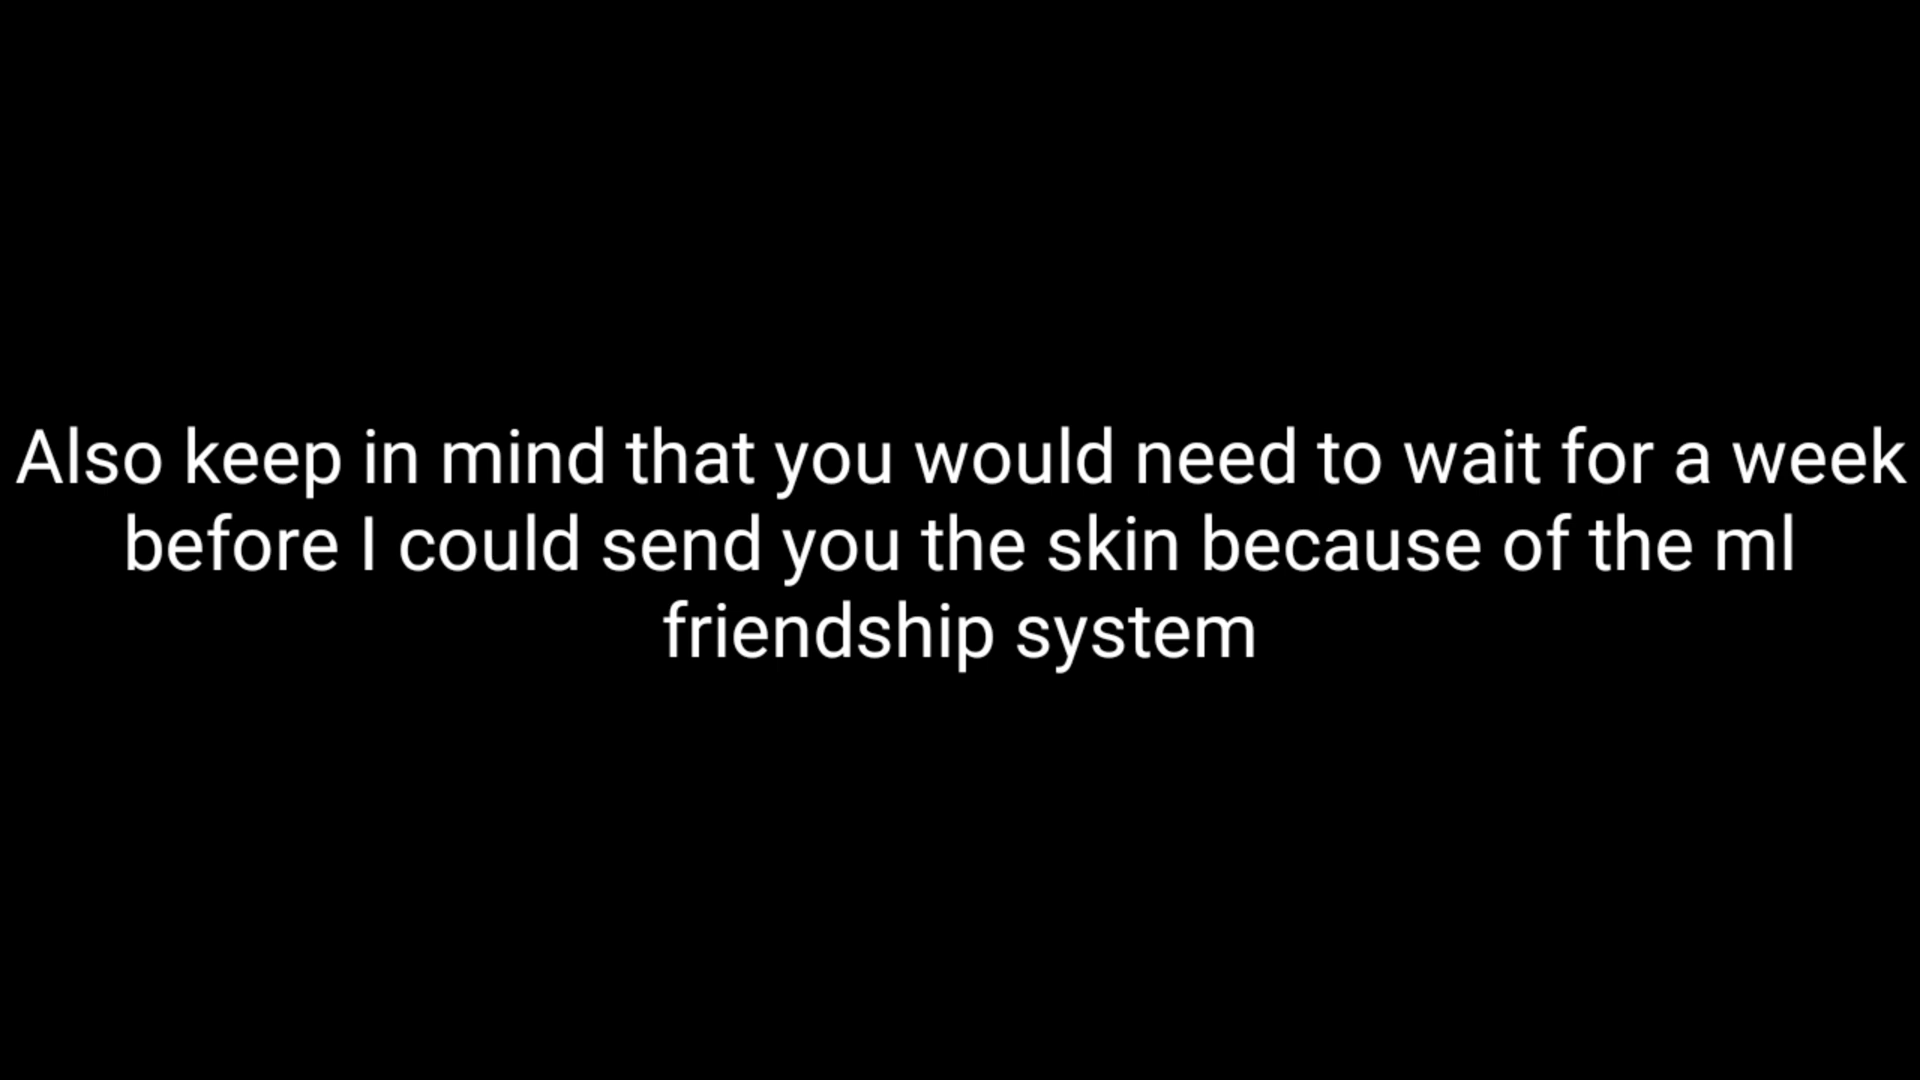 Also keep in mind that you would need to wait for a week
before I could send you the skin because of the ml
friendship system